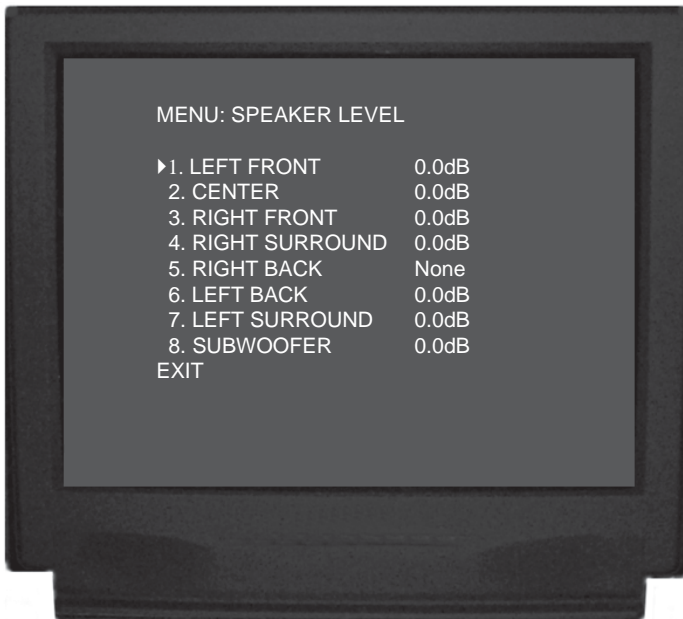 MENU: SPEAKER LEVEL
1. LEFT FRONT 0.0dB
2. CENTER 0.0dB
3. RIGHT FRONT 0.0dB
4. RIGHT SURROUND 0.0dB
5. RIGHT BACK None
6. LEFT BACK 0.0dB
7. LEFT SURROUND 0.0dB
8. SUBWOOFER 0.0dB
EXIT